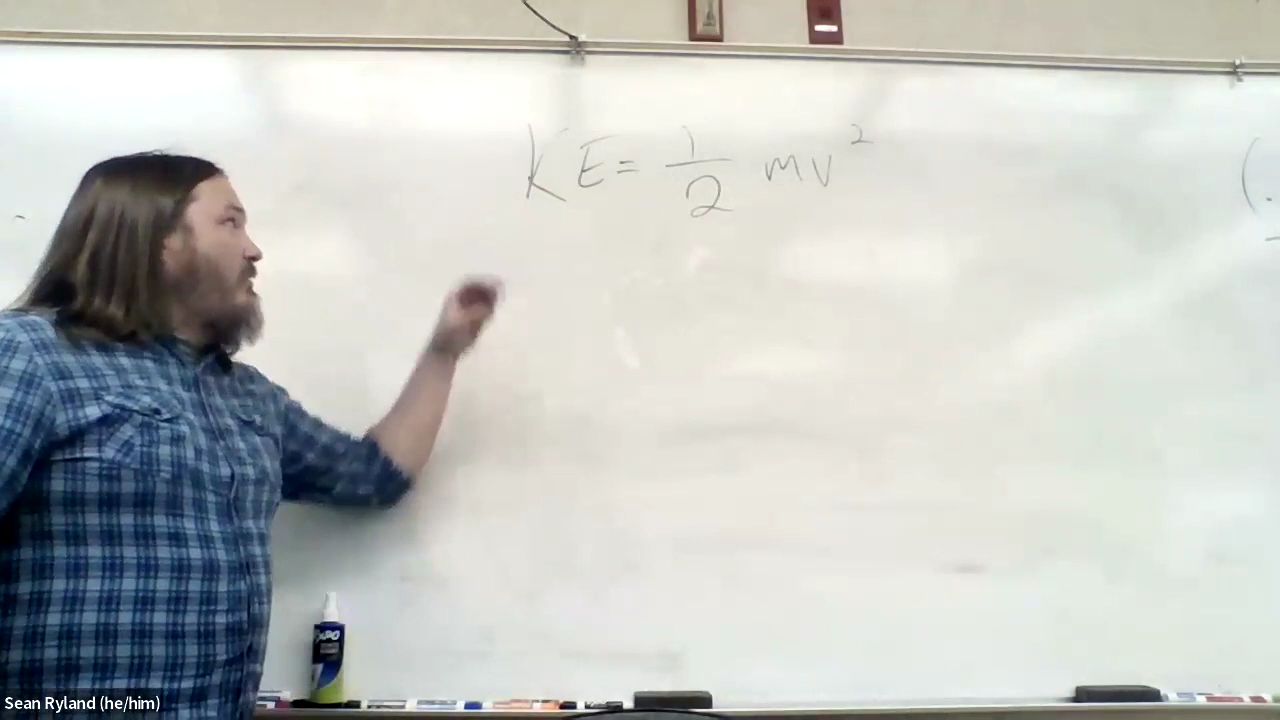 KE = 1/2 mv²
(.
EXPO
Sean Ryland (he/him)